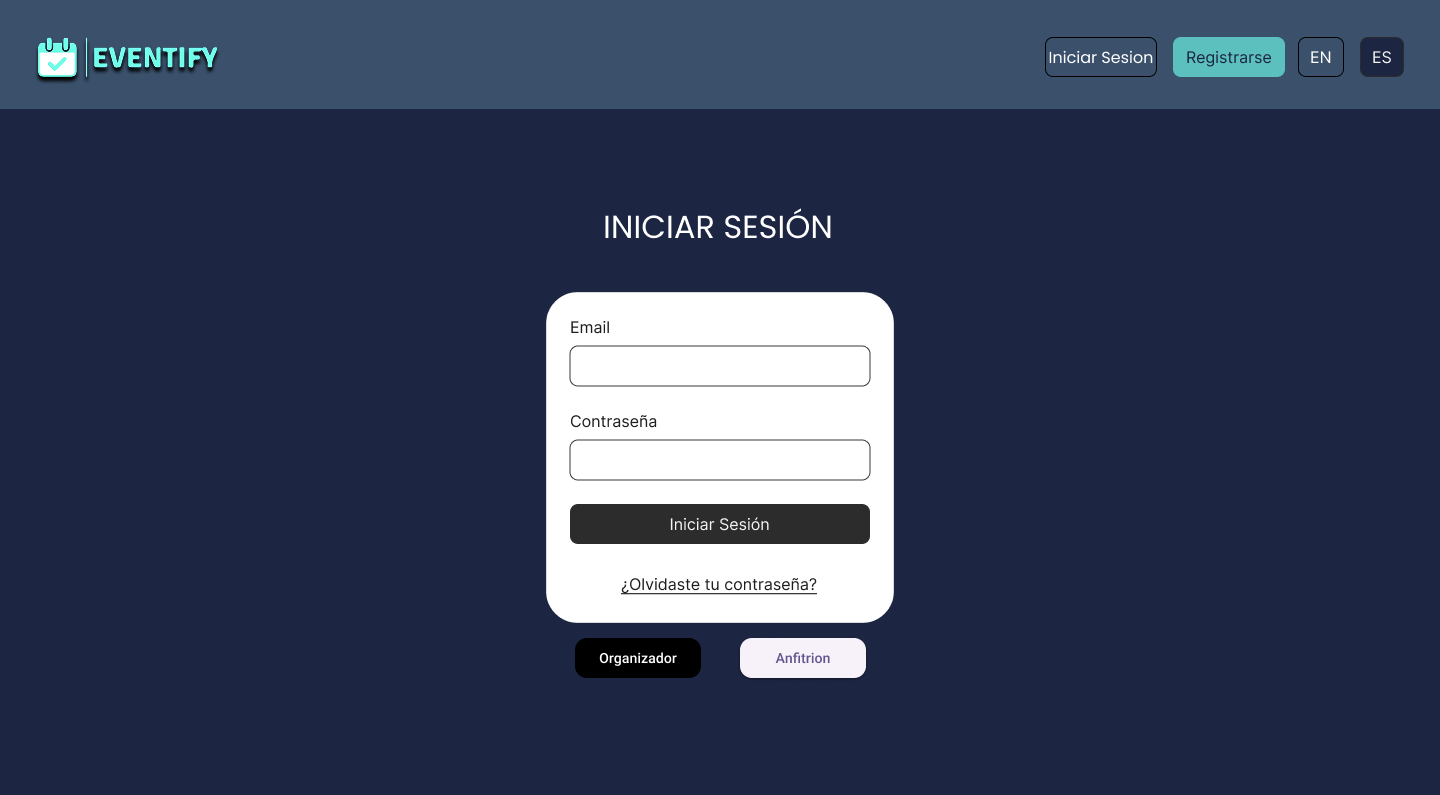 EVENTIFY
Iniciar Sesion
Registrarse
EN
ES
INICIAR SESIÓN
Email
Contraseña
Iniciar Sesión
¿Olvidaste tu contraseña?
Organizador
Anfitrion